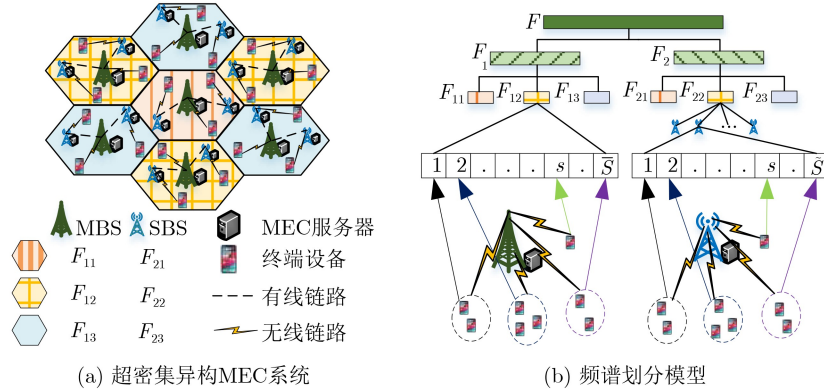 MBS SBS MEC服务器
F11 F21 终端设备
F12 F22 有线链路
F13 F23 无线链路
(a) 超密集异构MEC系统
F
F1 F2
F11 F12 F13 F21 F22 F23
...
1 2 . . . s . S̅ 1 2 . . . s . S̃
(b) 频谱划分模型